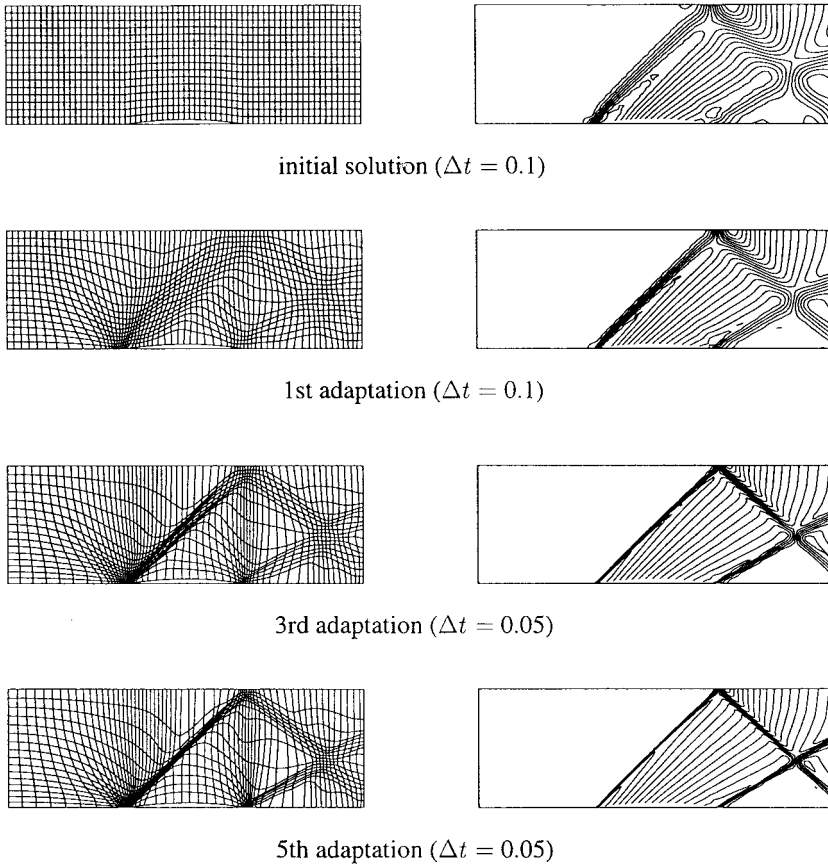 initial solution (Δt = 0.1)
1st adaptation (Δt = 0.1)
3rd adaptation (Δt = 0.05)
5th adaptation (Δt = 0.05)